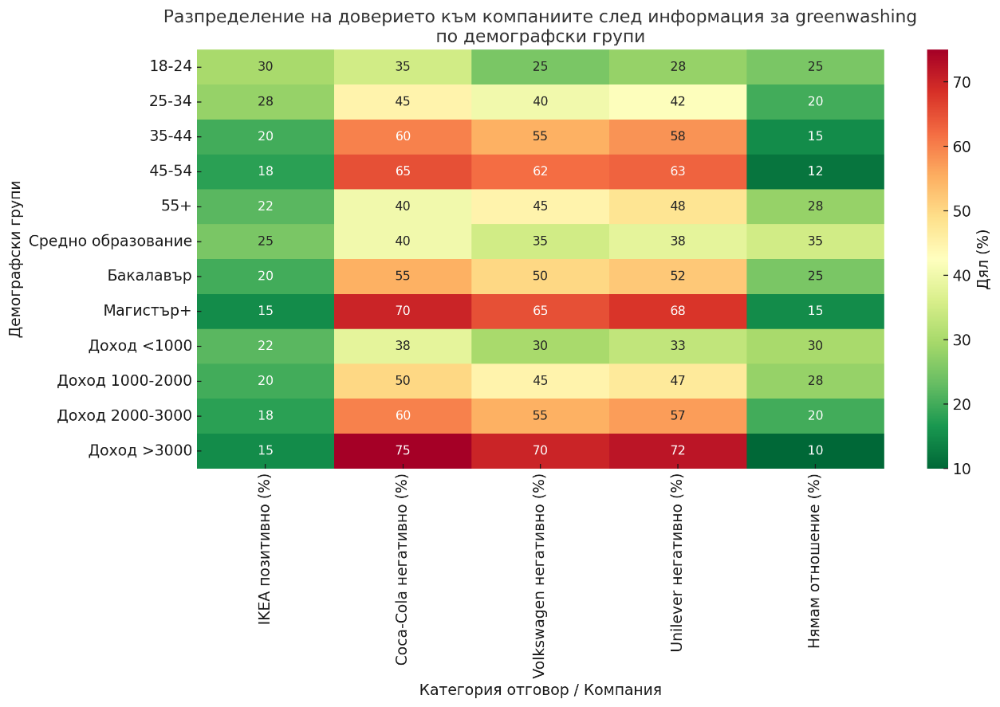 Разпределение на доверието към компаниите след информация за greenwashing
по демографски групи
Демографски групи
18-24 30 35 25 28 25
25-34 28 45 40 42 20
35-44 20 60 55 58 15
45-54 18 65 62 63 12
55+ 22 40 45 48 28
Средно образование 25 40 35 38 35
Бакалавър 20 55 50 52 25
Магистър+ 15 70 65 68 15
Доход <1000 22 38 30 33 30
Доход 1000-2000 20 50 45 47 28
Доход 2000-3000 18 60 55 57 20
Доход >3000 15 75 70 72 10
IKEA позитивно (%)
Coca-Cola негативно (%)
Volkswagen негативно (%)
Unilever негативно (%)
Нямам отношение (%)
Категория отговор / Компания
70
60
50
40
30
20
10
Дял (%)